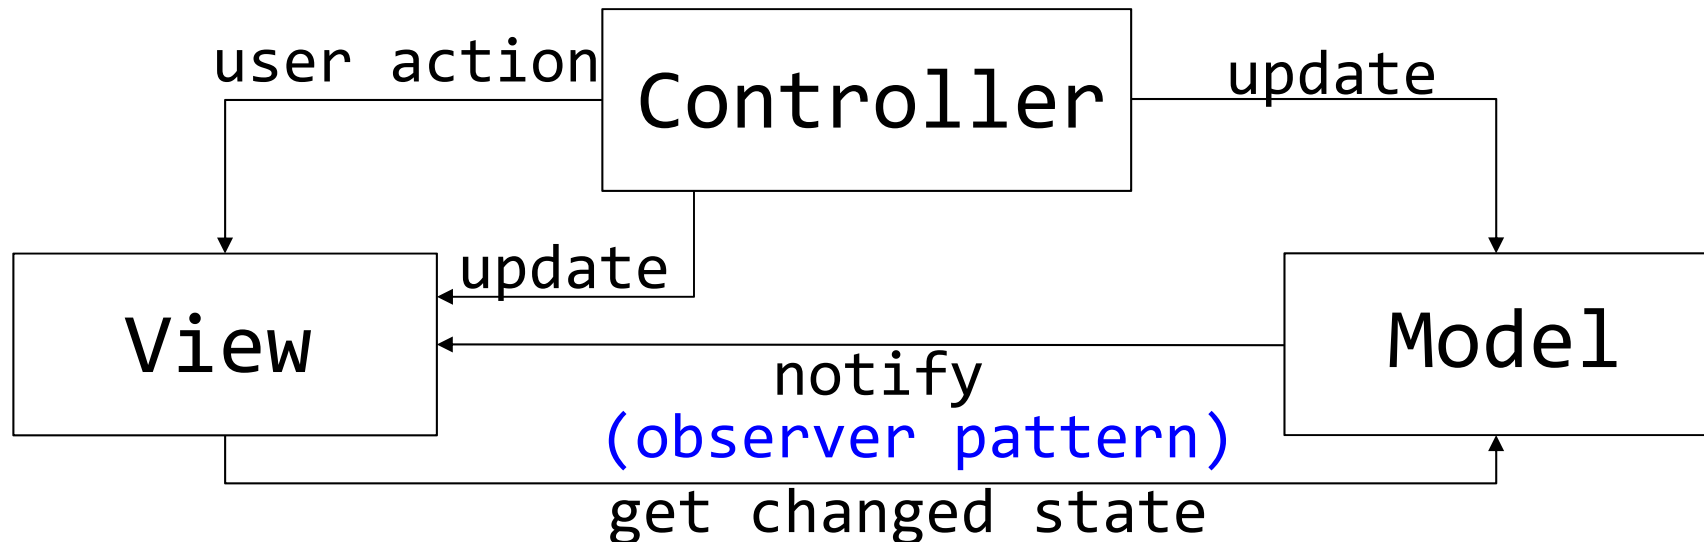 user action
Controller
update
update
View
Model
notify
(observer pattern)
get changed state